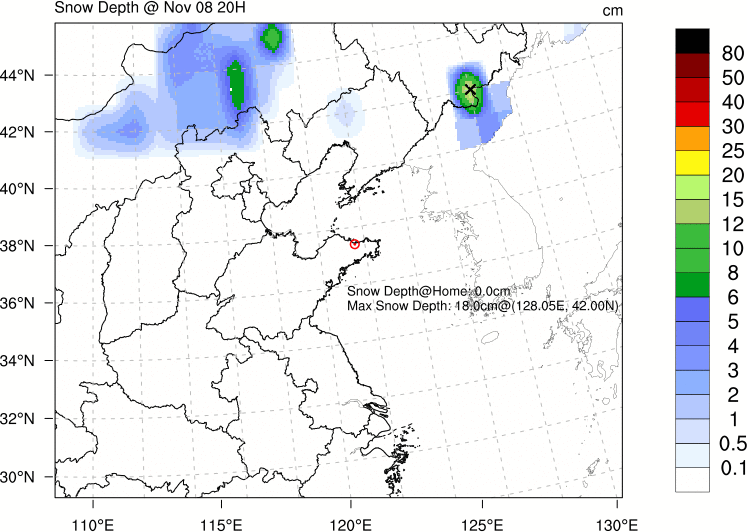 Snow Depth @ Nov 08 20H
cm
44°N
42°N
40°N
38°N
36°N
34°N
32°N
30°N
110°E
115°E
120°E
125°E
130°E
Snow Depth@Home: 0.0cm
Max Snow Depth: 18.0cm@(128.05E, 42.00N)
80
50
40
30
25
20
15
12
10
8
6
5
4
3
2
1
0.5
0.1